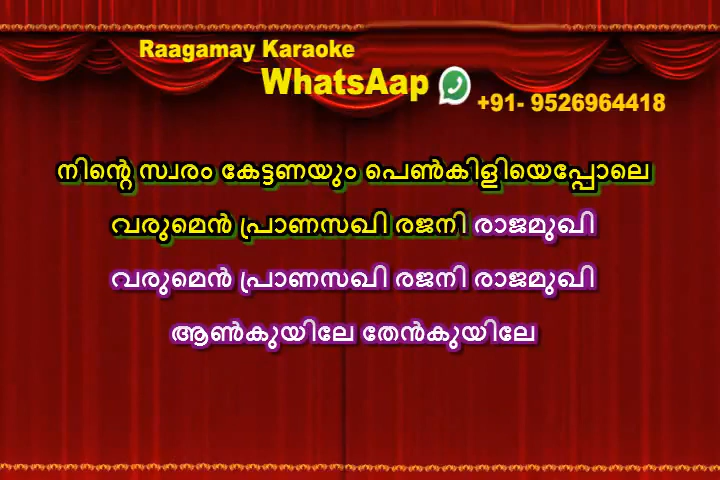 Raagamay Karaoke
WhatsAap
+91- 9526964418
നിന്റെ സ്വരം കേട്ടണയും പെൺകിളിയെപ്പോലെ
വരുമെൻ പ്രാണസഖി രജനി രാജമുഖി
വരുമെൻ പ്രാണസഖി രജനി രാജമുഖി
ആൺകുയിലേ തേൻകുയിലേ